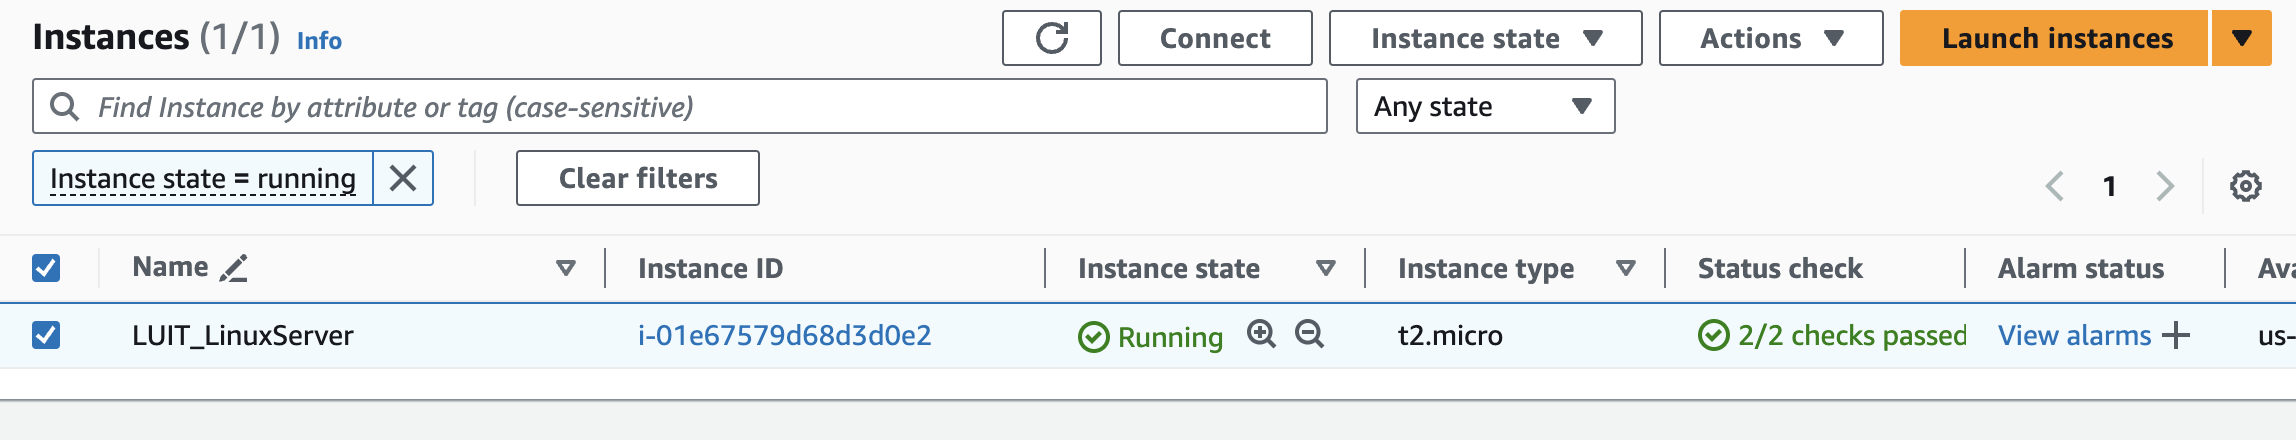 Instances (1/1) Info Connect Instance state Actions Launch instances
Find Instance by attribute or tag (case-sensitive) Any state
Instance state = running Clear filters 1
Name Instance ID Instance state Instance type Status check Alarm status Ava
LUIT_LinuxServer i-01e67579d68d3d0e2 Running t2.micro 2/2 checks passed View alarms us-